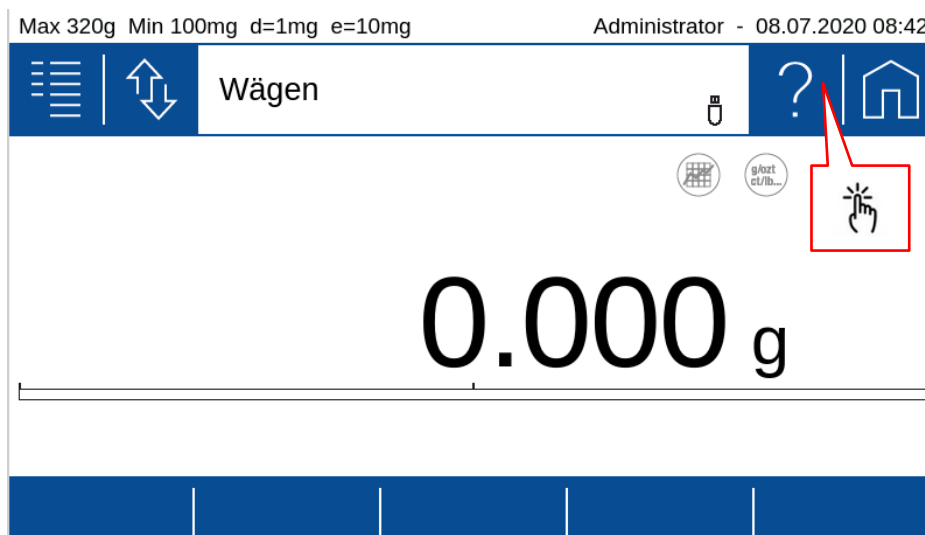 Max 320g Min 100mg d=1mg e=10mg Administrator - 08.07.2020 08:42
Wägen
?
g/ozt
ct/lb...
0.000 g